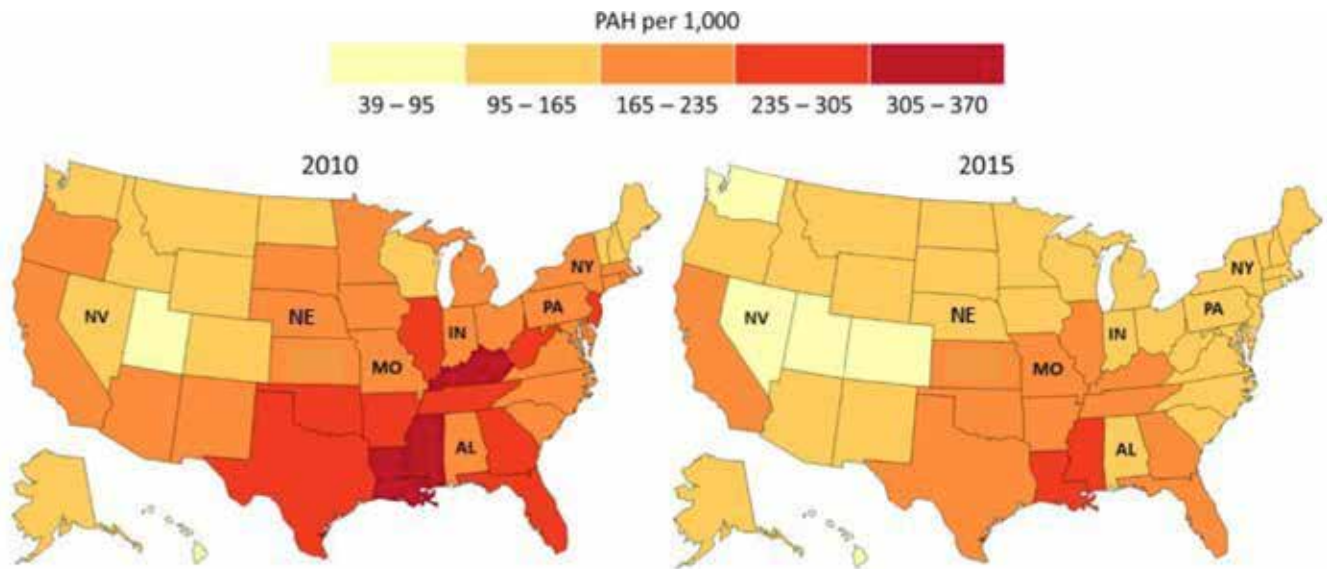 PAH per 1,000
39 – 95 95 – 165 165 – 235 235 – 305 305 – 370
2010 2015
NY NY
PA PA
NV NE IN NV NE IN
MO MO
AL AL